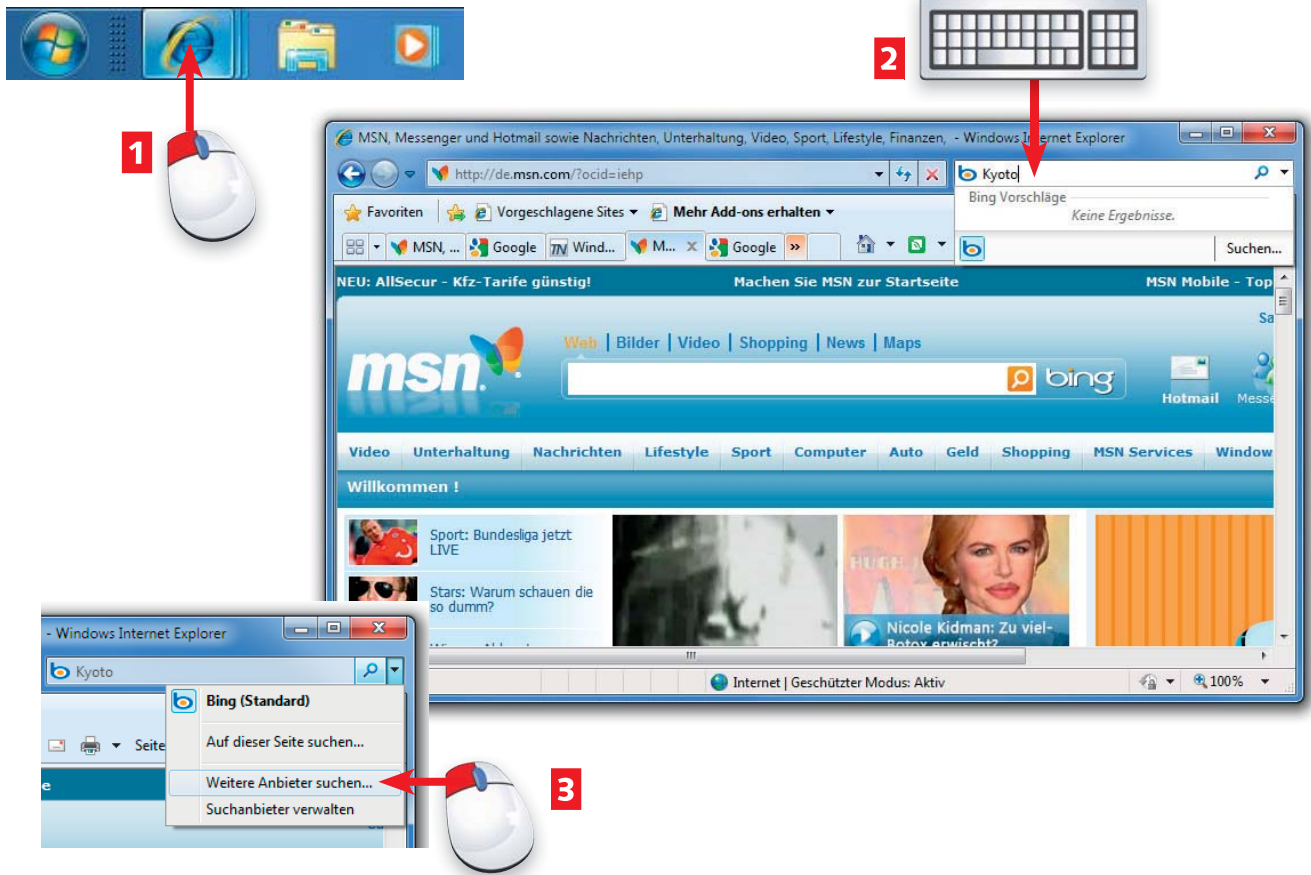 1
2
MSN, Messenger und Hotmail sowie Nachrichten, Unterhaltung, Video, Sport, Lifestyle, Finanzen, - Windows Internet Explorer
http://de.msn.com/?ocid=iehp
Kyoto
Bing Vorschläge
Keine Ergebnisse.
Suchen...
Favoriten Vorgeschlagene Sites Mehr Add-ons erhalten
MSN, ... Google Wind... M... Google
NEU: AllSecur - Kfz-Tarife günstig! Machen Sie MSN zur Startseite MSN Mobile - Top
Web | Bilder | Video | Shopping | News | Maps
msn.
bing
Hotmail
Video Unterhaltung Nachrichten Lifestyle Sport Computer Auto Geld Shopping MSN Services Window
Willkommen !
Sport: Bundesliga jetzt
LIVE
Stars: Warum schauen die
so dumm?
Nicole Kidman: Zu viel-
Botox erwischt?
Internet | Geschützter Modus: Aktiv 100%
- Windows Internet Explorer
Kyoto
Bing (Standard)
Auf dieser Seite suchen...
Weitere Anbieter suchen...
Suchanbieter verwalten
Seite
3